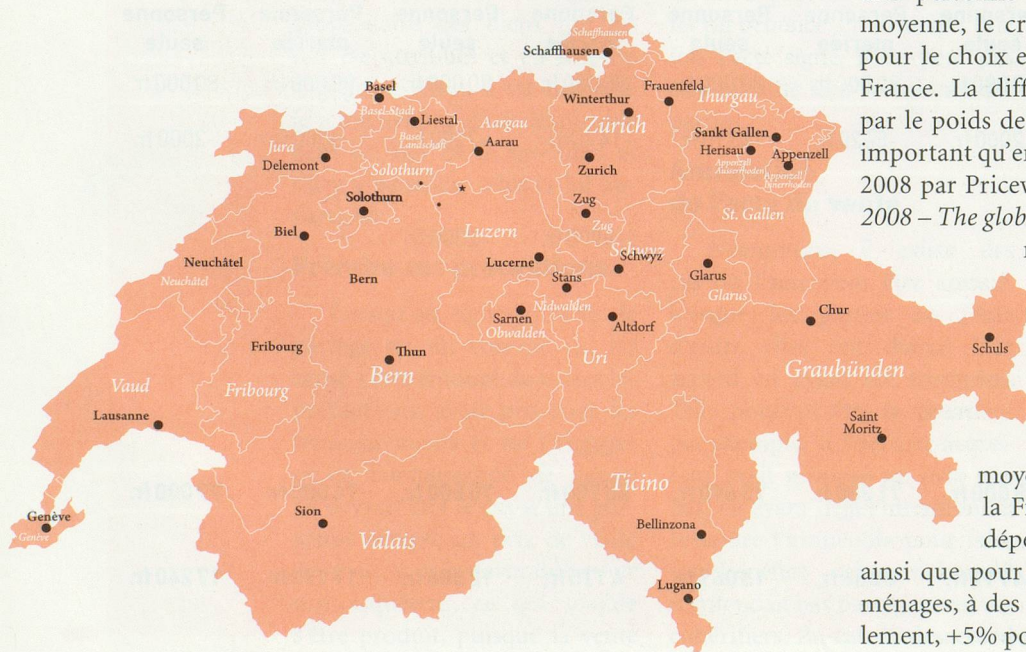 moyenne, le cr
pour le choix e
France. La diff
par le poids de
important qu'en
2008 par Pricew
2008 – The glob
Schaffhausen
Schaffhausen
Basel
Basel-Stadt
Liestal
Basel-
Landschaft
Aargau
Aarau
Winterthur
Frauenfeld
Thurgau
Zürich
Zurich
Sankt Gallen
Herisau
Appenzell
Appenzell
Ausserrhoden
Appenzell
Innerrhoden
Jura
Delemont
Solothurn
Solothurn
Biel
Luzern
Lucerne
Zug
Zug
St. Gallen
Schwyz
Schwyz
Glarus
Glarus
Neuchâtel
Neuchâtel
Bern
Stans
Nidwalden
Sarnen
Obwalden
Altdorf
Uri
Chur
Schuls
Graubünden
Fribourg
Fribourg
Thun
Bern
Vaud
Lausanne
Saint
Moritz
Ticino
Bellinzona
Lugano
Sion
Valais
Genève
Genève
moy
la F
dépo
ainsi que pour
ménages, à des
lement, +5% po